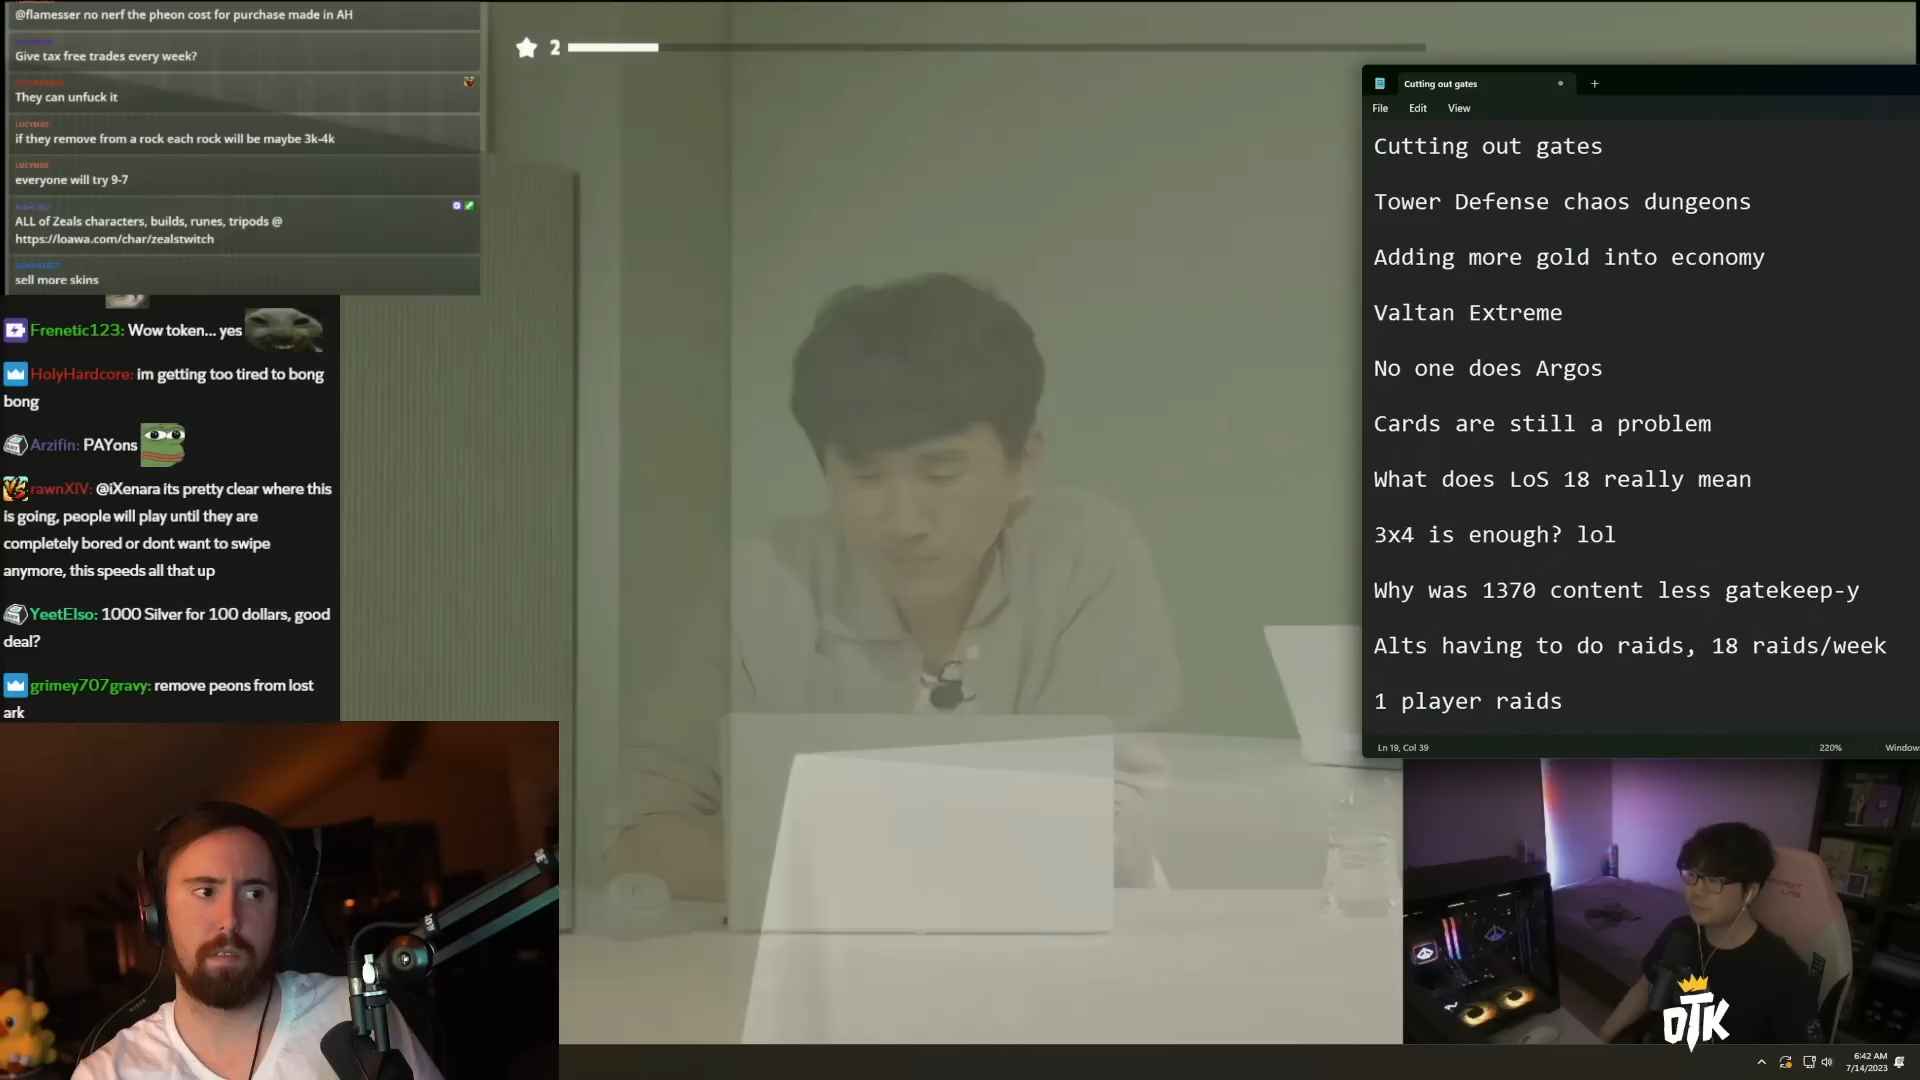 @flamesser no nerf the pheon cost for purchase made in AH
Give tax free trades every week?
They can unfuck it
LUCYMUS
if they remove from a rock each rock will be maybe 3k-4k
LUCYMUS
everyone will try 9-7
ALL of Zeals characters, builds, runes, tripods @
https://loawa.com/char/zealstwitch
sell more skins
Frenetic123: Wow token... yes
HolyHardcore: im getting too tired to bong
bong
Arzifin: PAYons
rawnXIV: @iXenara its pretty clear where this
is going, people will play until they are
completely bored or dont want to swipe
anymore, this speeds all that up
YeetElso: 1000 Silver for 100 dollars, good
deal?
grimey707gravy: remove peons from lost
ark
2
Cutting out gates
File Edit View
Cutting out gates
Tower Defense chaos dungeons
Adding more gold into economy
Valtan Extreme
No one does Argos
Cards are still a problem
What does LoS 18 really mean
3x4 is enough? lol
Why was 1370 content less gatekeep-y
Alts having to do raids, 18 raids/week
1 player raids
Ln 19, Col 39
220%
Windows
OTK
6:42 AM
7/14/2023